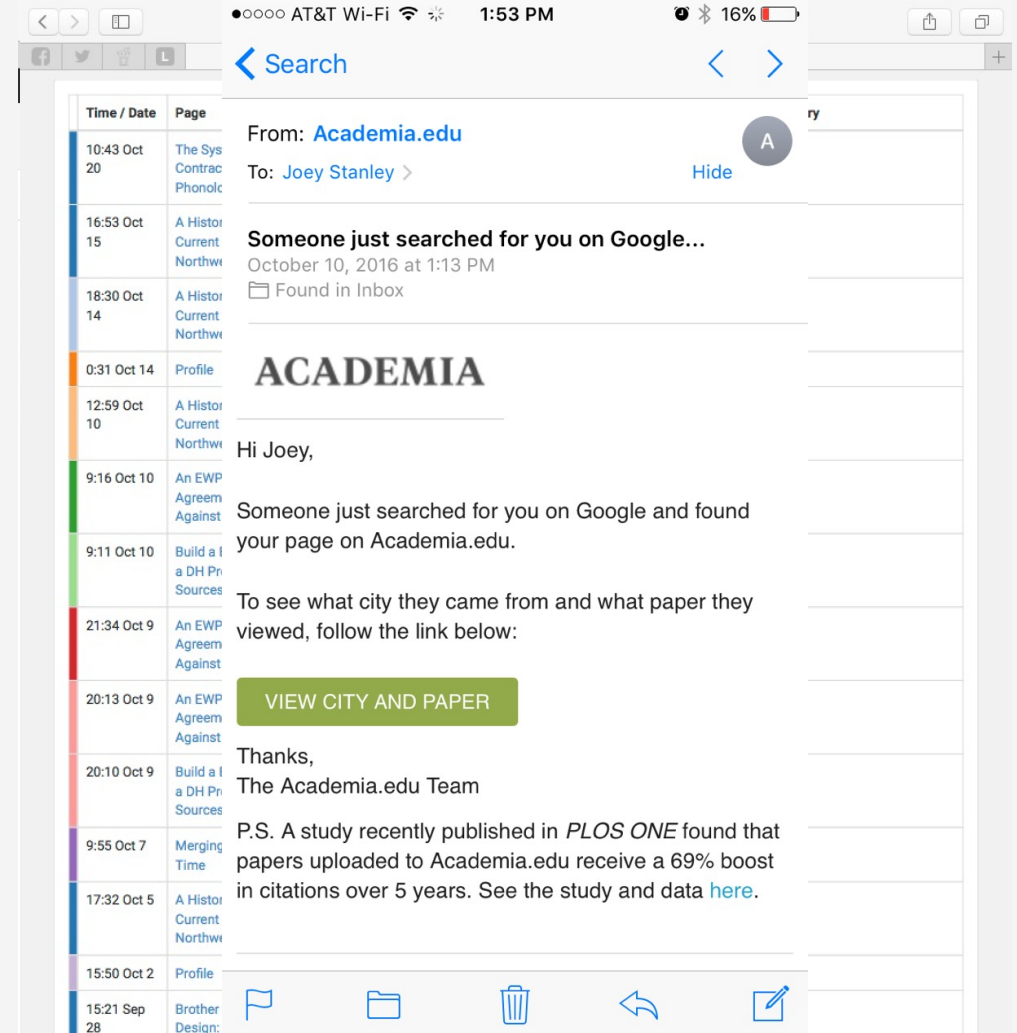 AT&T Wi-Fi 1:53 PM 16%
Search
From: Academia.edu
A
To: Joey Stanley
Hide
Someone just searched for you on Google...
October 10, 2016 at 1:13 PM
Found in Inbox
ACADEMIA
Hi Joey,
Someone just searched for you on Google and found
your page on Academia.edu.
To see what city they came from and what paper they
viewed, follow the link below:
VIEW CITY AND PAPER
Thanks,
The Academia.edu Team
P.S. A study recently published in PLOS ONE found that
papers uploaded to Academia.edu receive a 69% boost
in citations over 5 years. See the study and data here.
L
Time / Date Page ry
10:43 Oct The Sys
20 Contrac
Phonolo
16:53 Oct A Histor
15 Current
Northwe
18:30 Oct A Histor
14 Current
Northwe
0:31 Oct 14 Profile
12:59 Oct A Histor
10 Current
Northwe
9:16 Oct 10 An EWP
Agreem
Against
9:11 Oct 10 Build a
a DH Pr
Sources
21:34 Oct 9 An EWP
Agreem
Against
20:13 Oct 9 An EWP
Agreem
Against
20:10 Oct 9 Build a
a DH Pr
Sources
9:55 Oct 7 Merging
Time
17:32 Oct 5 A Histor
Current
Northwe
15:50 Oct 2 Profile
15:21 Sep Brother
28 Design: